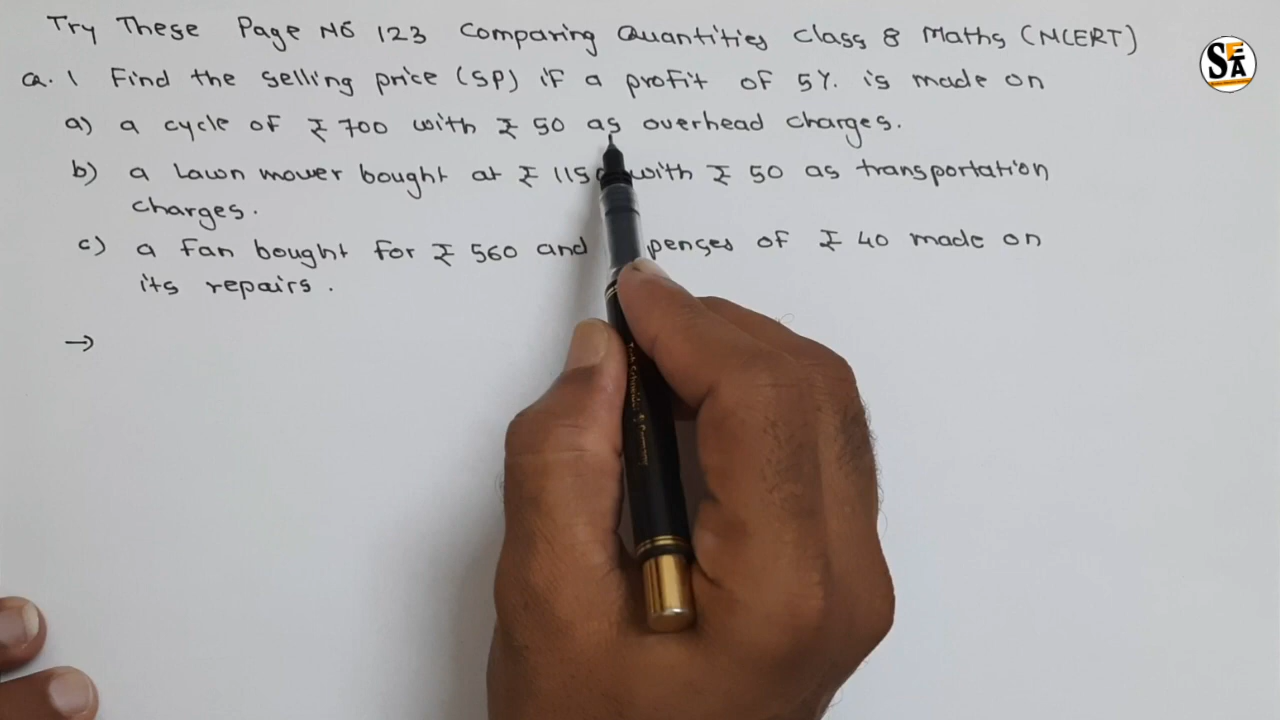 Try These Page No 123 Comparing Quantities class 8 Maths (NCERT)
Q. 1 Find the selling price (SP) if a profit of 5% is made on
a) a cycle of ₹ 700 with ₹ 50 as overhead charges.
b) a Lawn mower bought at ₹ 1150 with ₹ 50 as transportation
charges.
c) a fan bought for ₹ 560 and of ₹ 40 made on
its repairs.
→
SFA